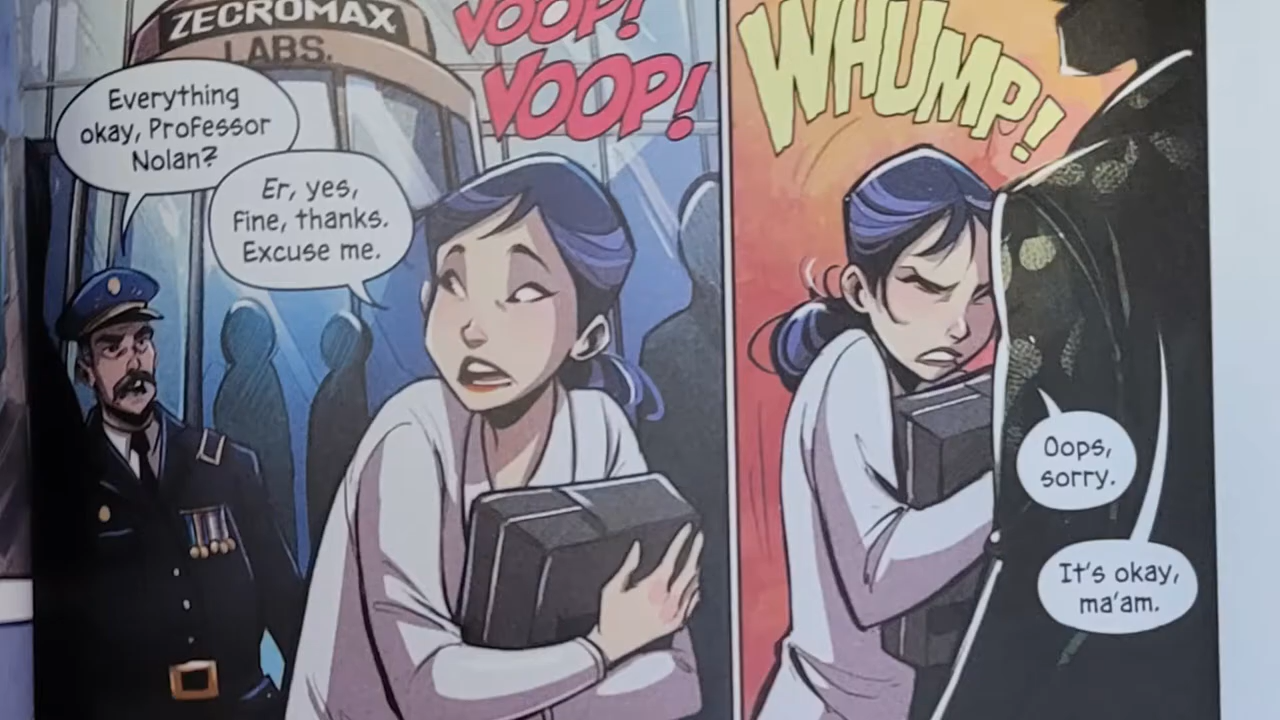 ZECROMAX
LABS.
VOOP!
VOOP!
Everything
okay, Professor
Nolan?
Er, yes,
fine, thanks.
Excuse me.
WHUMP!
Oops,
sorry.
It's okay,
ma'am.